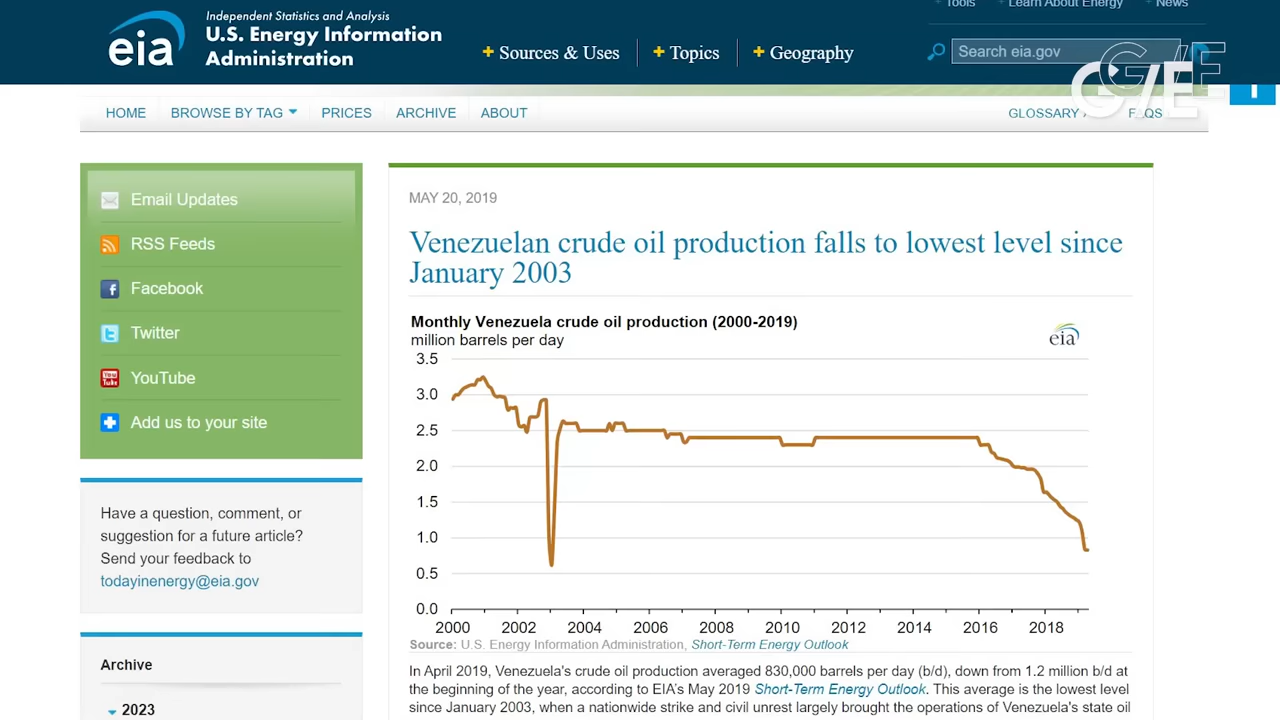 Independent Statistics and Analysis
eia
U.S. Energy Information
Administration
+ Sources & Uses
+ Topics
+ Geography
+ Tools
+ Learn About Energy
+ News
Search eia.gov
G/E
HOME
BROWSE BY TAG
PRICES
ARCHIVE
ABOUT
GLOSSARY
FAQS
Email Updates
RSS Feeds
Facebook
Twitter
YouTube
Add us to your site
Have a question, comment, or
suggestion for a future article?
Send your feedback to
todayinenergy@eia.gov
Archive
2023
MAY 20, 2019
Venezuelan crude oil production falls to lowest level since
January 2003
Monthly Venezuela crude oil production (2000-2019)
million barrels per day
eia
3.5
3.0
2.5
2.0
1.5
1.0
0.5
0.0
2000 2002 2004 2006 2008 2010 2012 2014 2016 2018
Source: U.S. Energy Information Administration, Short-Term Energy Outlook
In April 2019, Venezuela's crude oil production averaged 830,000 barrels per day (b/d), down from 1.2 million b/d at
the beginning of the year, according to EIA's May 2019 Short-Term Energy Outlook. This average is the lowest level
since January 2003, when a nationwide strike and civil unrest largely brought the operations of Venezuela's state oil